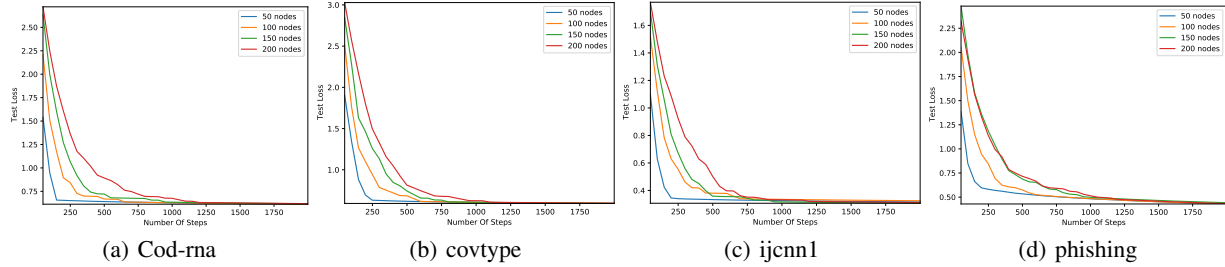 2.50
2.25
2.00
1.75
1.50
1.25
1.00
0.75
Test Loss
250 500 750 1000 1250 1500 1750
Number Of Steps
50 nodes
100 nodes
150 nodes
200 nodes
(a) Cod-rna
3.0
2.5
2.0
1.5
1.0
Test Loss
250 500 750 1000 1250 1500 1750
Number Of Steps
50 nodes
100 nodes
150 nodes
200 nodes
(b) covtype
1.6
1.4
1.2
1.0
0.8
0.6
0.4
Test Loss
250 500 750 1000 1250 1500 1750
Number Of Steps
50 nodes
100 nodes
150 nodes
200 nodes
(c) ijcnn1
2.25
2.00
1.75
1.50
1.25
1.00
0.75
0.50
Test Loss
250 500 750 1000 1250 1500 1750
Number Of Steps
50 nodes
100 nodes
150 nodes
200 nodes
(d) phishing